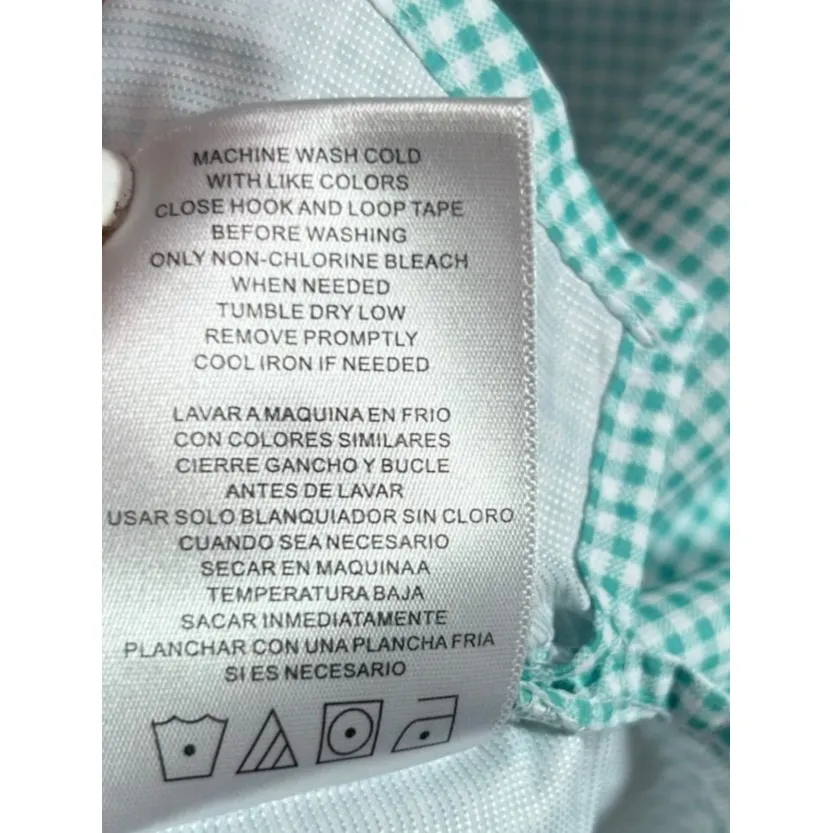 MACHINE WASH COLD
WITH LIKE COLORS
CLOSE HOOK AND LOOP TAPE
BEFORE WASHING
ONLY NON-CHLORINE BLEACH
WHEN NEEDED
TUMBLE DRY LOW
REMOVE PROMPTLY
COOL IRON IF NEEDED
LAVAR A MAQUINA EN FRIO
CON COLORES SIMILARES
CIERRE GANCHO Y BUCLE
ANTES DE LAVAR
USAR SOLO BLANQUIADOR SIN CLORO
CUANDO SEA NECESARIO
SECAR EN MAQUINA A
TEMPERATURA BAJA
SACAR INMEDIATAMENTE
PLANCHAR CON UNA PLANCHA FRIA
SI ES NECESARIO